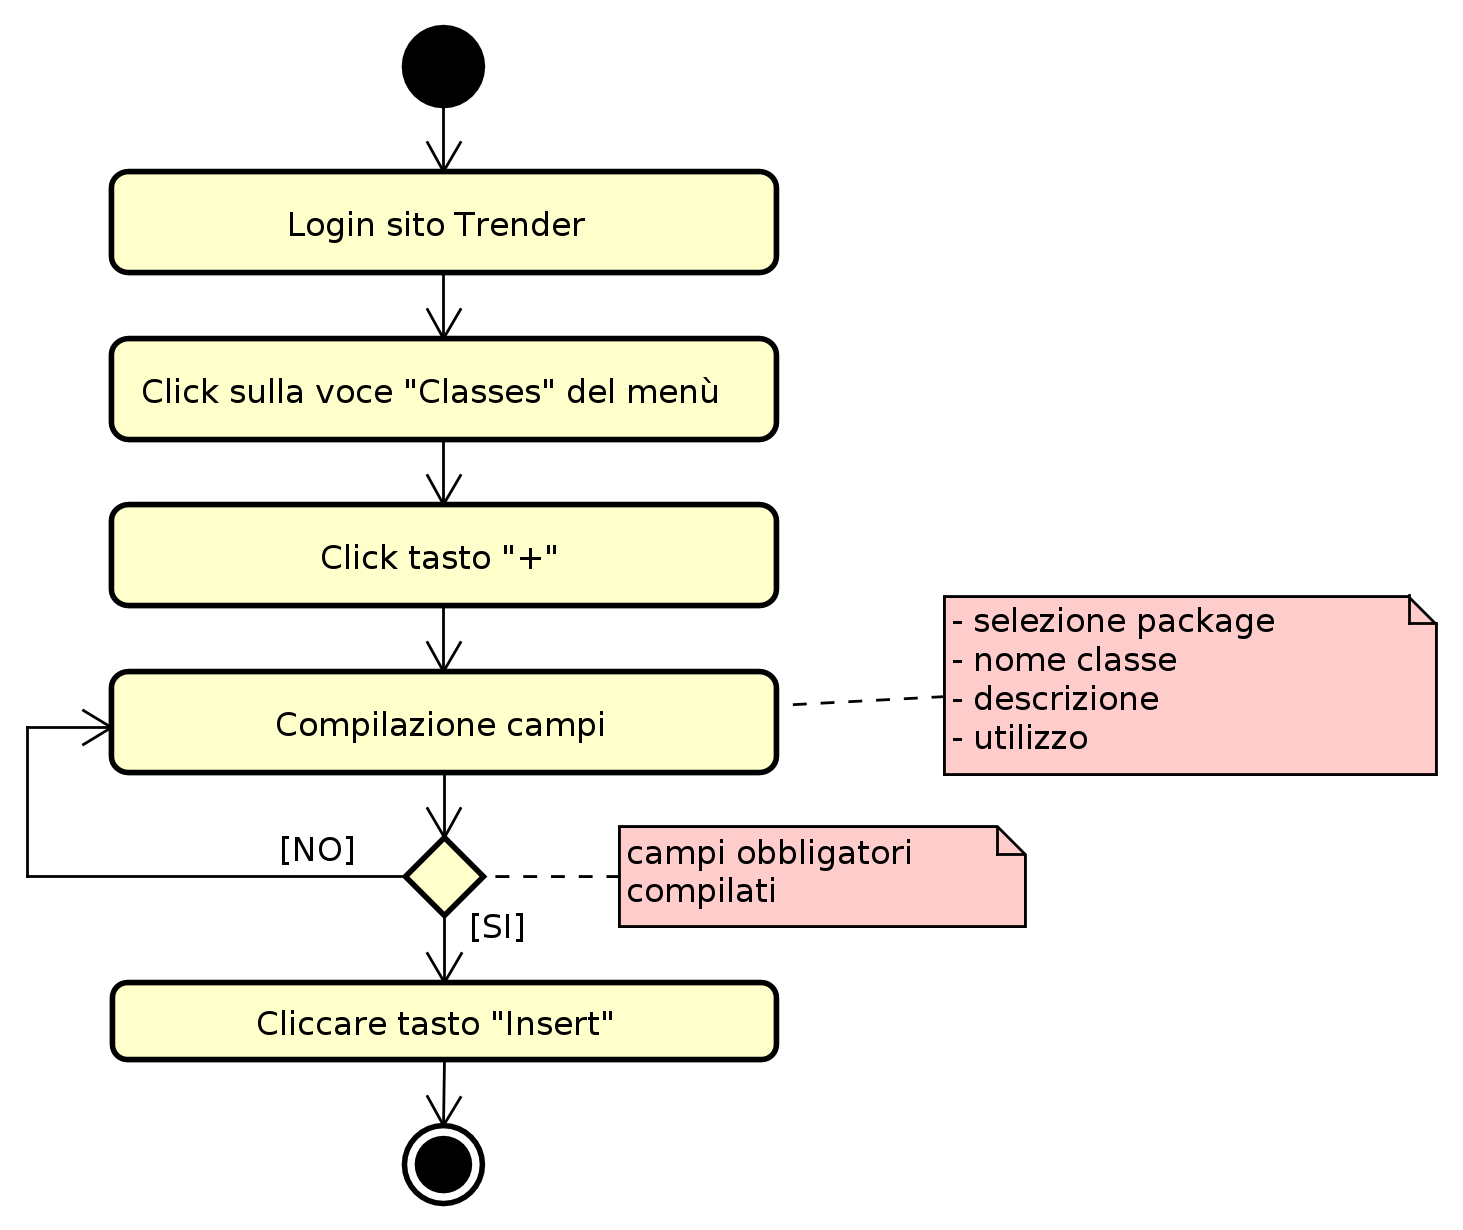 Login sito Trender
Click sulla voce "Classes" del menù
Click tasto "+"
- selezione package
- nome classe
- descrizione
- utilizzo
Compilazione campi
[NO]
campi obbligatori
compilati
[SI]
Cliccare tasto "Insert"